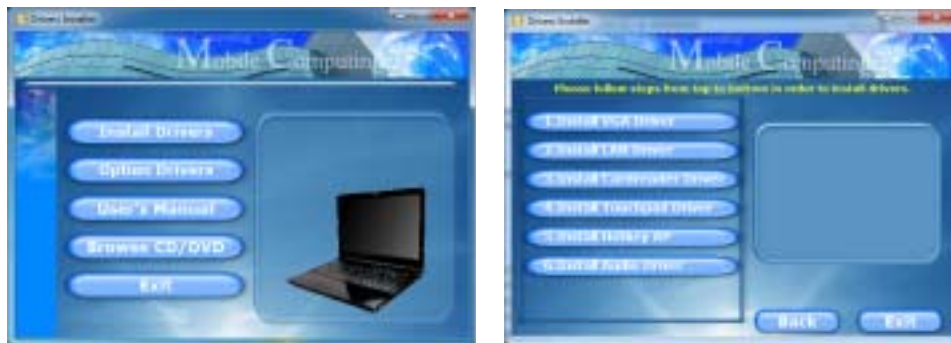 Drivers Installer
Mobile Computing
Install Drivers
Option Drivers
User's Manual
Browse CD/DVD
Exit
Drivers Installer
Mobile Computing
Please follow steps from top to bottom in order to install drivers.
1.Install VGA Driver
2.Install LAN Driver
3.Install Cardreader Driver
4.Install Touchpad Driver
5.Install Hotkey AP
6.Install Audio Driver
Back
Exit